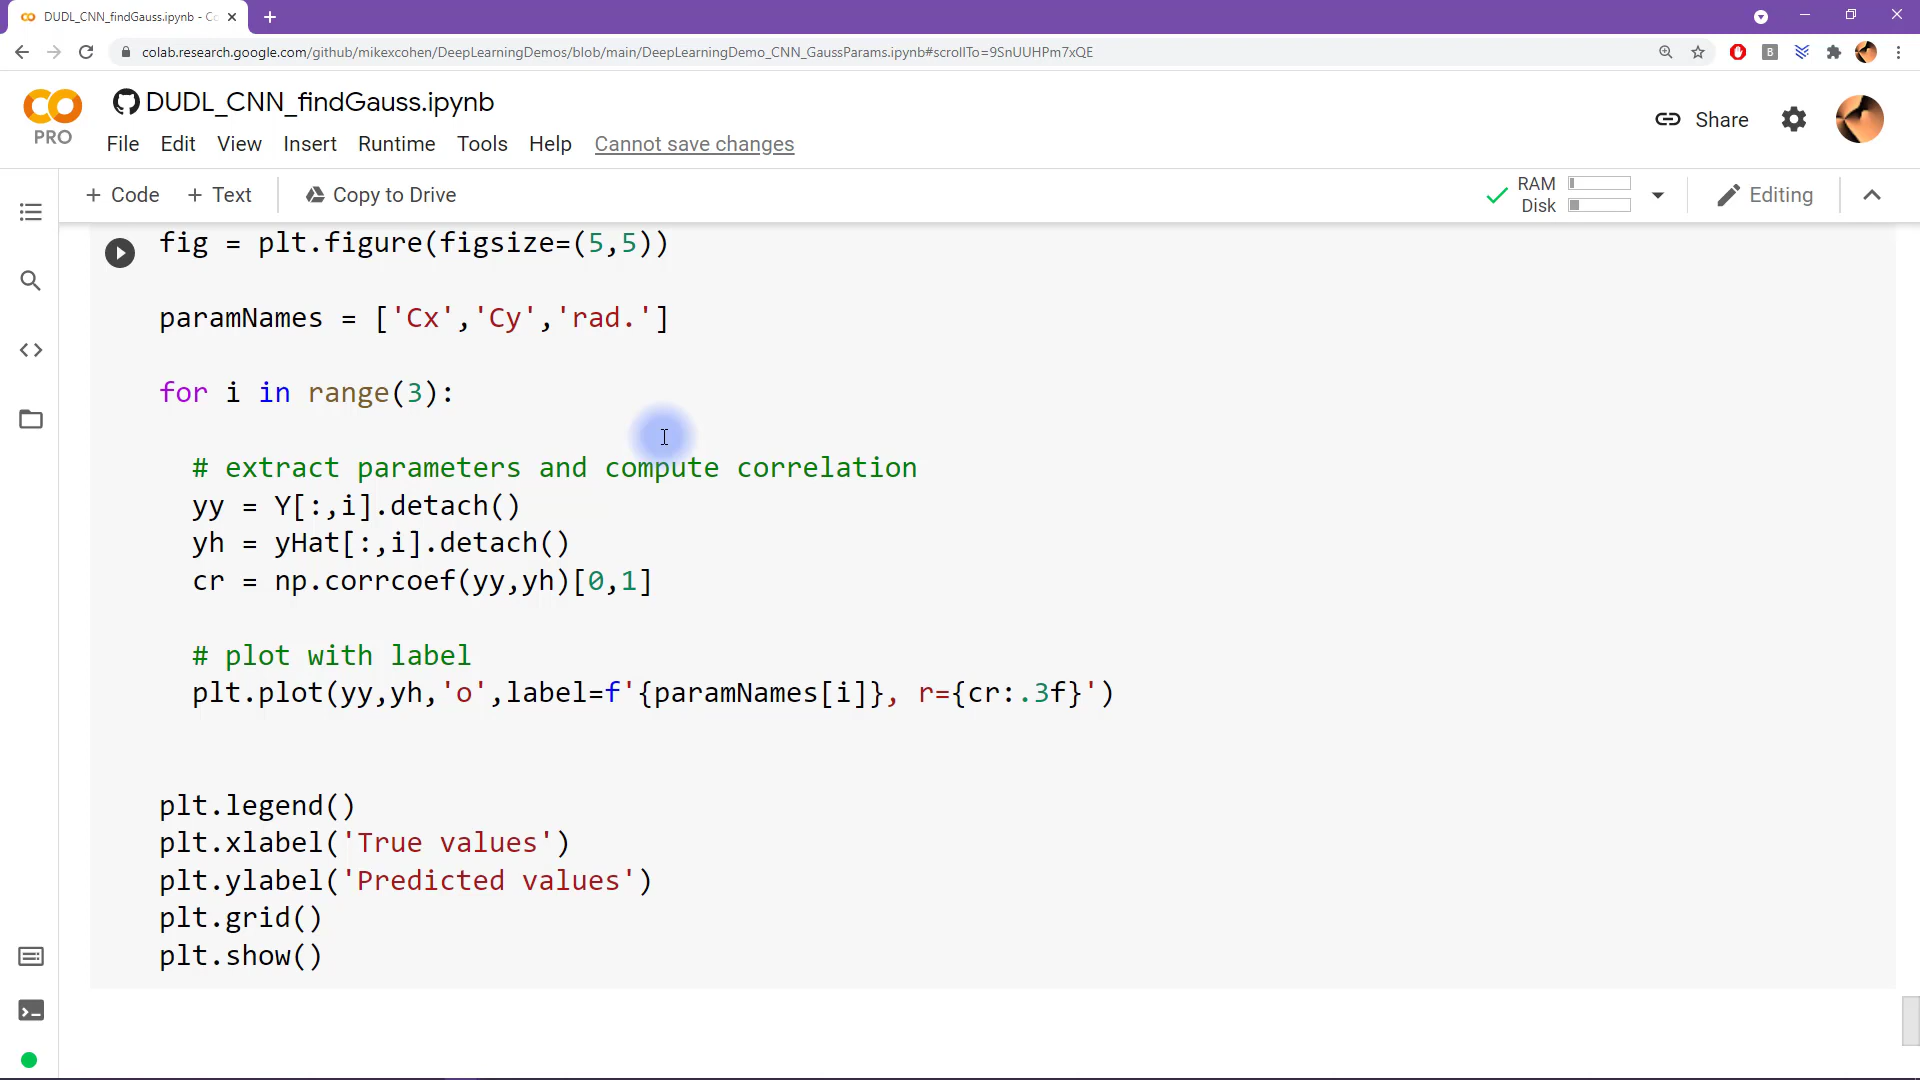 DUDL_CNN_findGauss.ipynb - Co
colab.research.google.com/github/mikexcohen/DeepLearningDemos/blob/main/DeepLearningDemo_CNN_GaussParams.ipynb#scrollTo=9SnUUHPm7xQE
B
DUDL_CNN_findGauss.ipynb
PRO
Share
File Edit View Insert Runtime Tools Help Cannot save changes
+ Code + Text Copy to Drive
RAM
Disk
Editing
fig = plt.figure(figsize=(5,5))
paramNames = ['Cx','Cy','rad.']
for i in range(3):
# extract parameters and compute correlation
yy = Y[:,i].detach()
yh = yHat[:,i].detach()
cr = np.corrcoef(yy,yh)[0,1]
# plot with label
plt.plot(yy,yh,'o',label=f'{paramNames[i]}, r={cr:.3f}')
plt.legend()
plt.xlabel('True values')
plt.ylabel('Predicted values')
plt.grid()
plt.show()